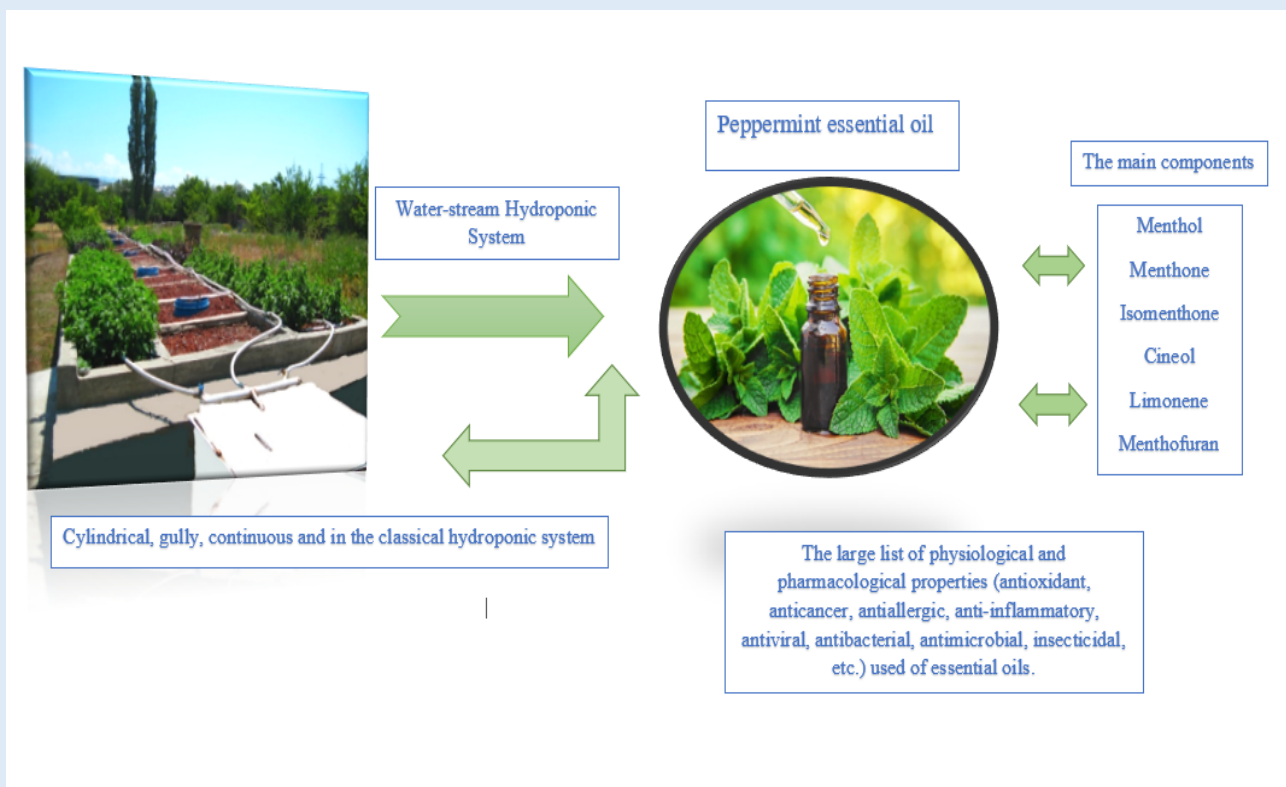 Peppermint essential oil
The main components
Water-stream Hydroponic
System
Menthol
Menthone
Isomenthone
Cineol
Limonene
Menthofuran
Cylindrical, gully, continuous and in the classical hydroponic system
The large list of physiological and
pharmacological properties (antioxidant,
anticancer, antiallergic, anti-inflammatory,
antiviral, antibacterial, antimicrobial, insecticidal,
etc.) used of essential oils.